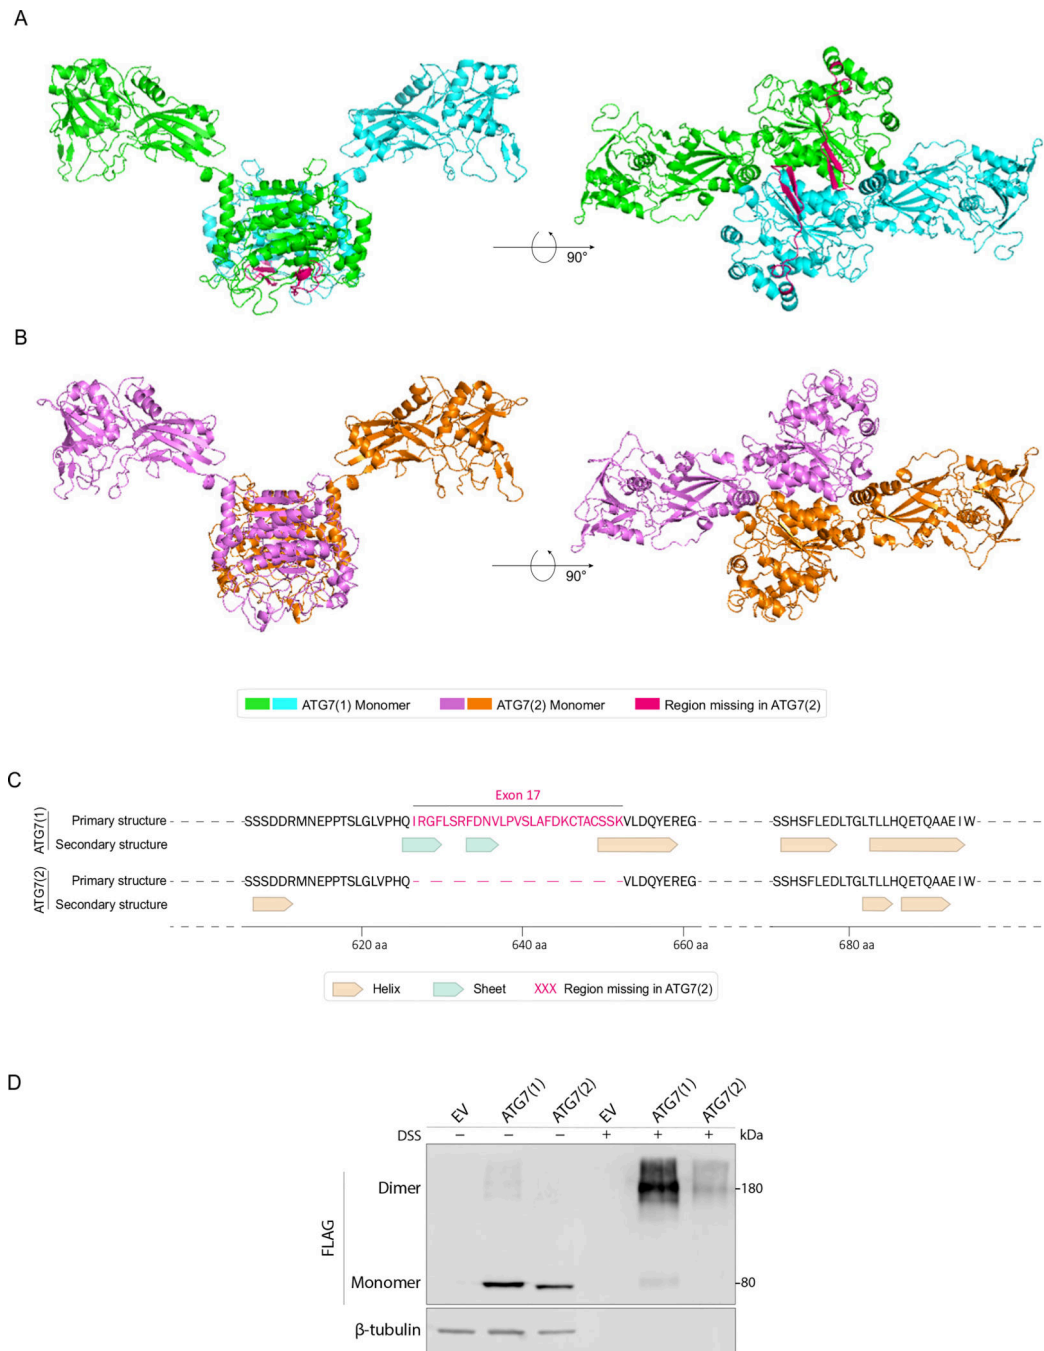 A
90°
B
90°
ATG7(1) Monomer ATG7(2) Monomer Region missing in ATG7(2)
C
Exon 17
ATG7(1)
Primary structure SSSDDRMNEPPTSLGLVPHQIRGFLSRFDNVLPVSLAFDKCTACSSKVLDQYEREG SSHSFLEDLTGLTLLHQETQAAEIW
Secondary structure
ATG7(2)
Primary structure SSSDDRMNEPPTSLGLVPHQ VLDQYEREG SSHSFLEDLTGLTLLHQETQAAEIW
Secondary structure
620 aa 640 aa 660 aa 680 aa
Helix Sheet XXX Region missing in ATG7(2)
D
EV ATG7(1) ATG7(2) EV ATG7(1) ATG7(2)
DSS − − − + + + kDa
FLAG
Dimer -180
Monomer -80
β-tubulin